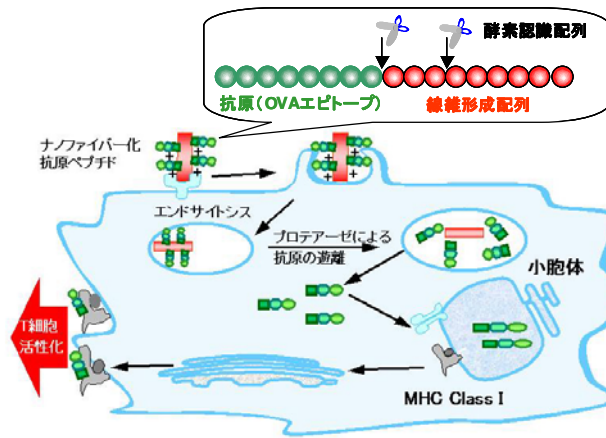 酵素認識配列
抗原(OVAエピトープ)
線維形成配列
ナノファイバー化
抗原ペプチド
+ + + +
+ + + +
エンドサイトシス
プロテアーゼによる
抗原の遊離
小胞体
T細胞
活性化
MHC Class I